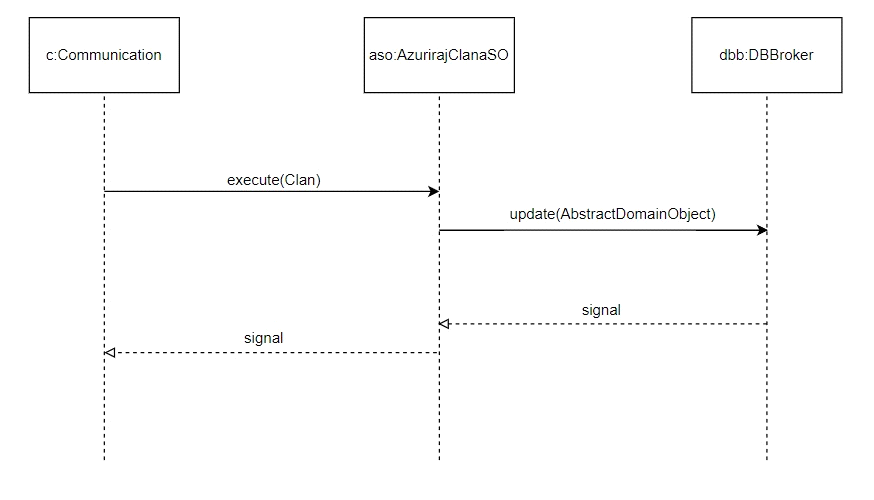 c:Communication
aso:AzurirajClanaSO
dbb:DBBroker
execute(Clan)
update(AbstractDomainObject)
signal
signal